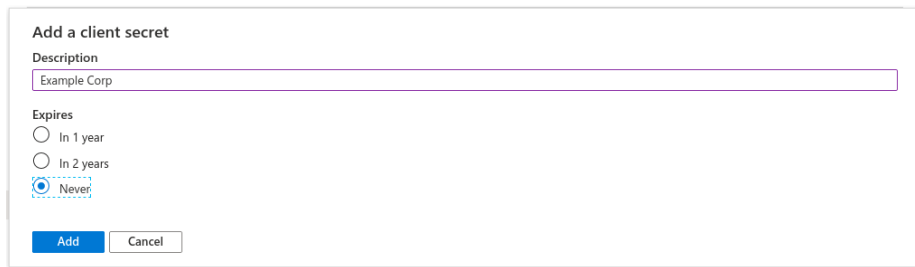 Add a client secret
Description
Example Corp
Expires
In 1 year
In 2 years
Never
Add Cancel